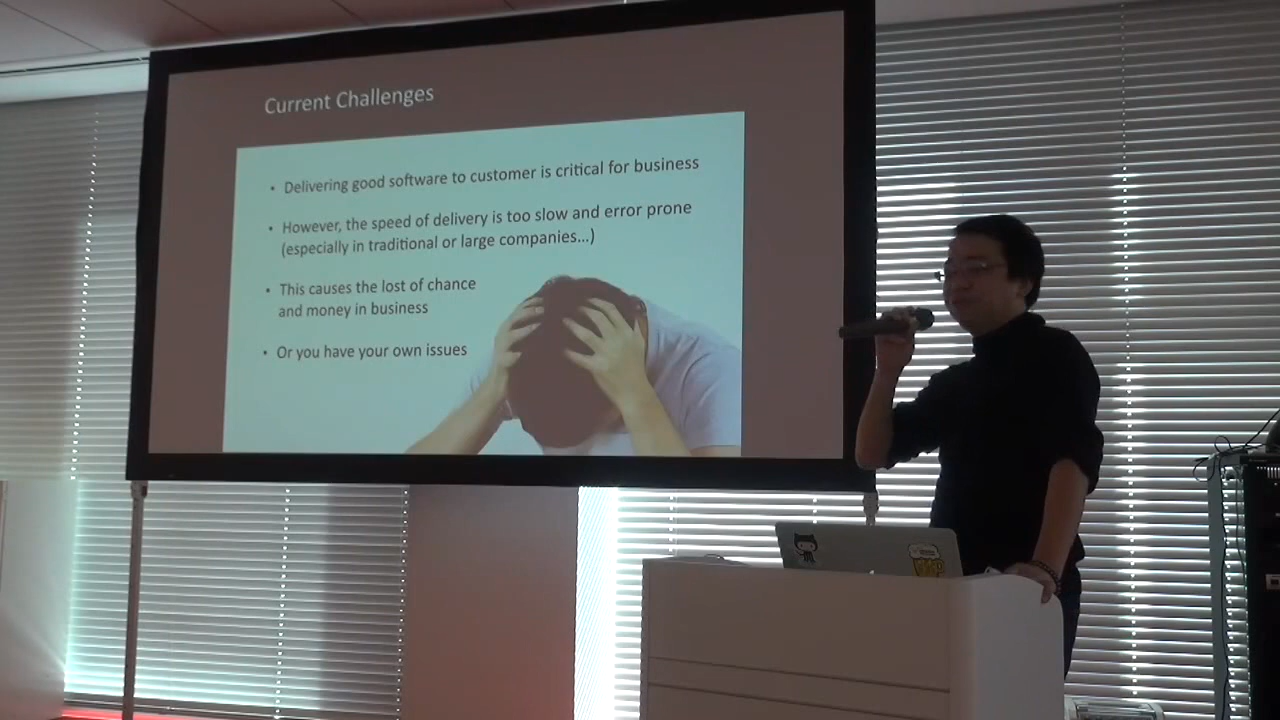 Current Challenges
• Delivering good software to customer is critical for business
• However, the speed of delivery is too slow and error prone
(especially in traditional or large companies...)
• This causes the lost of chance
and money in business
• Or you have your own issues